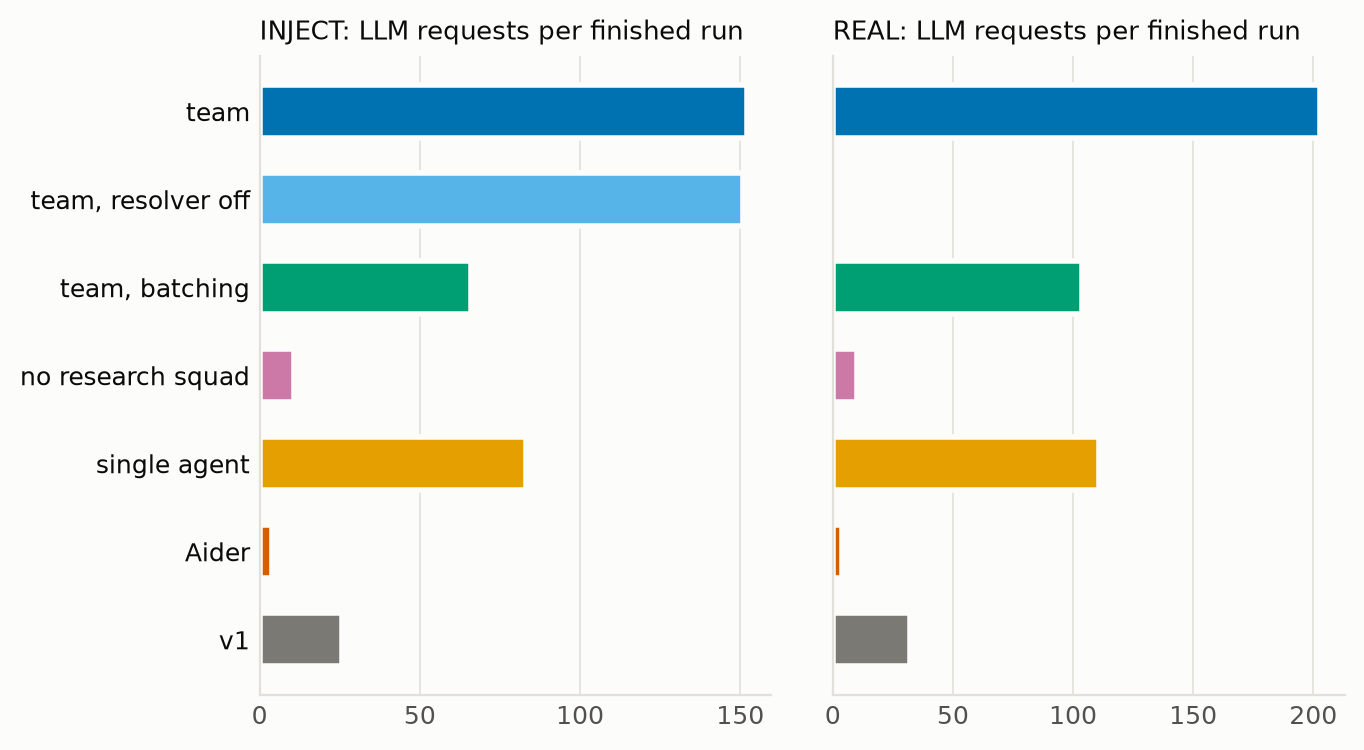 INJECT: LLM requests per finished run
REAL: LLM requests per finished run
team
team, resolver off
team, batching
no research squad
single agent
Aider
v1
0 50 100 150
0 50 100 150 200